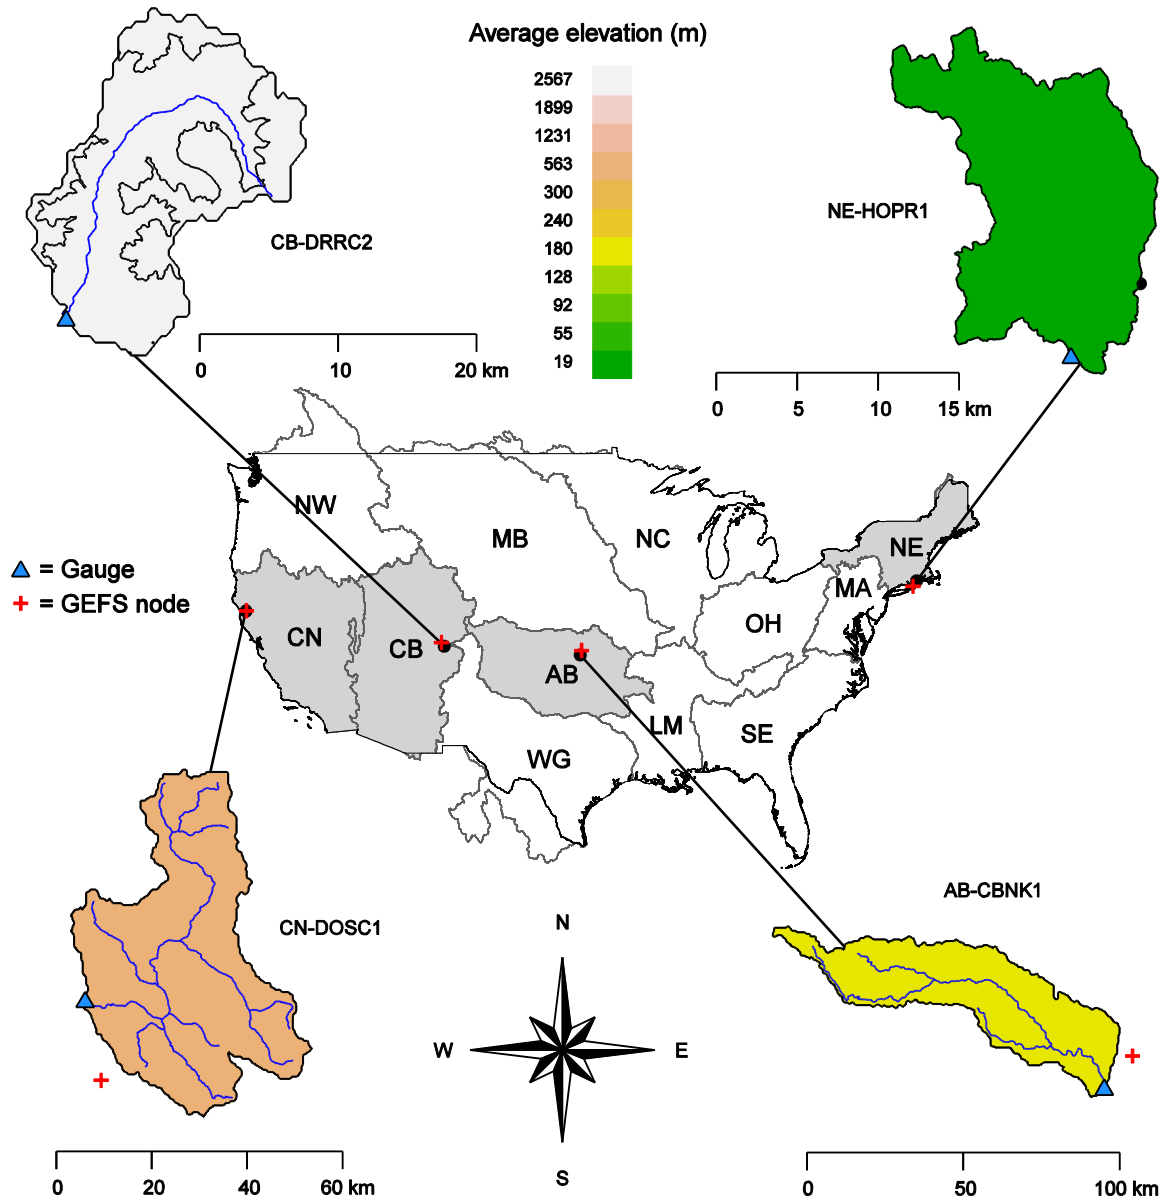 Average elevation (m)
2567
1899
1231
563
300
240
180
128
92
55
19
CB-DRRC2
0 10 20 km
NE-HOPR1
0 5 10 15 km
= Gauge
= GEFS node
NW
MB
NC
NE
MA
OH
CN
CB
AB
LM
SE
WG
CN-DOSC1
0 20 40 60 km
N
W E
S
AB-CBNK1
0 50 100 km